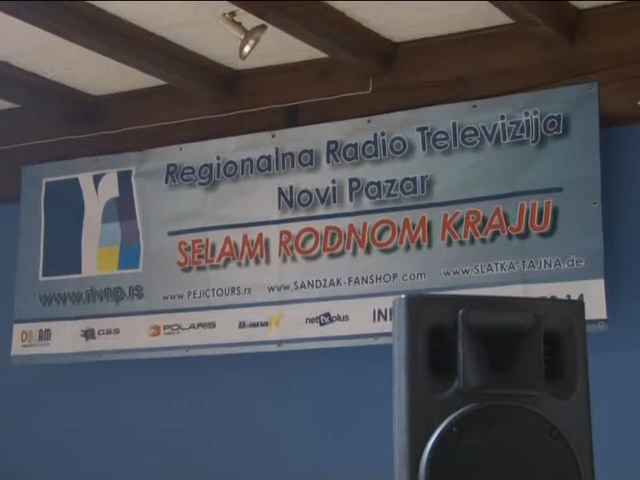 Regionalna Radio Televizija
Novi Pazar
SELAM RODNOM KRAJU
www.rtvnp.rs
www.PEJICTOURS.rs www.SANDZAK-FANSHOP.com www.SLATKA-TAJNA.de
POLARIS
BosnaTV
nettvplus